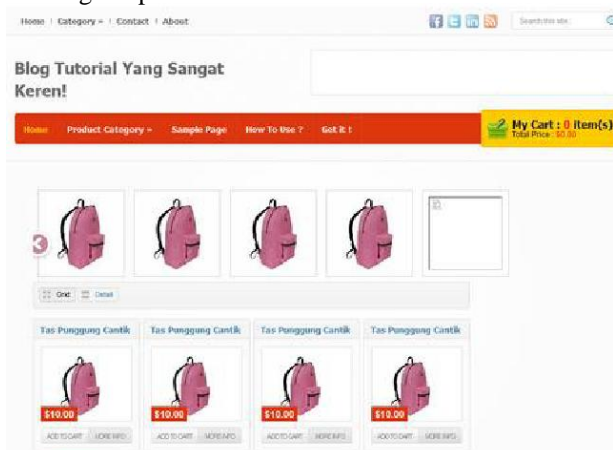 Home Category Contact About
Search this site
Blog Tutorial Yang Sangat
Keren!
Home Product Category Sample Page How To Use ? Get it !
My Cart : 0 item(s)
Total Price : $0.00
Grid Detail
Tas Punggung Cantik Tas Punggung Cantik Tas Punggung Cantik Tas Punggung Cantik
$10.00 $10.00 $10.00 $10.00
ADD TO CART MORE INFO ADD TO CART MORE INFO ADD TO CART MORE INFO ADD TO CART MORE INFO